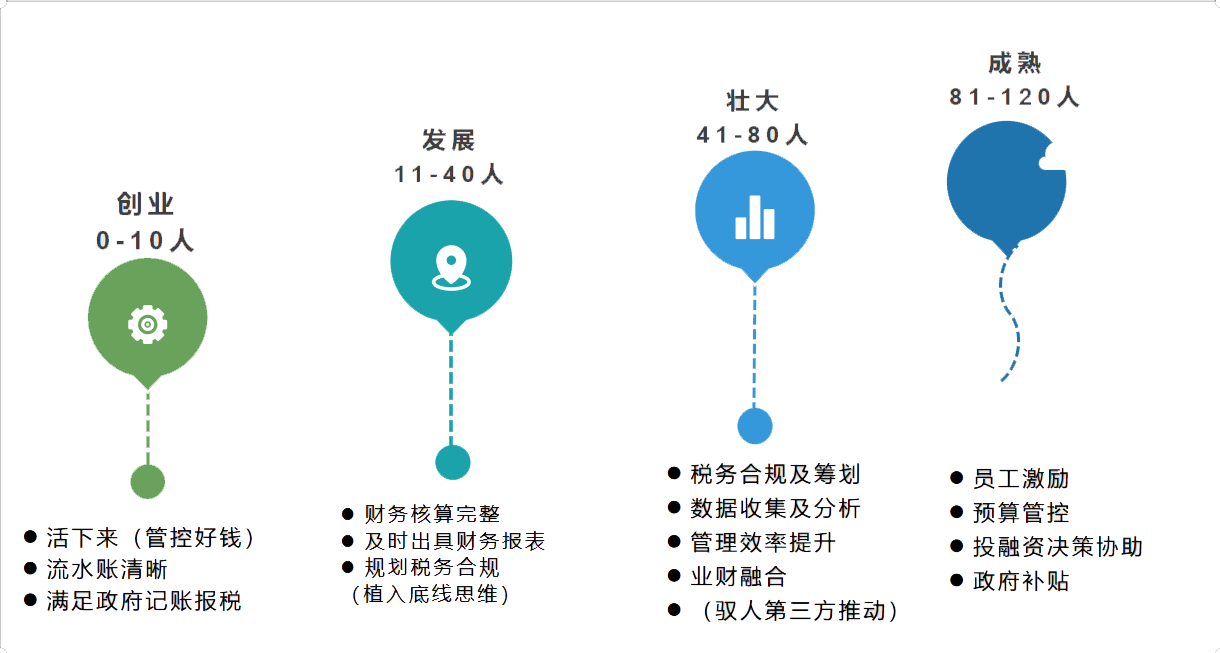 创业
0-10人
● 活下来（管控好钱）
● 流水账清晰
● 满足政府记账报税
发展
11-40人
● 财务核算完整
● 及时出具财务报表
● 规划税务合规
（植入底线思维）
壮大
41-80人
● 税务合规及筹划
● 数据收集及分析
● 管理效率提升
● 业财融合
● （驭人第三方推动）
成熟
81-120人
● 员工激励
● 预算管控
● 投融资决策协助
● 政府补贴